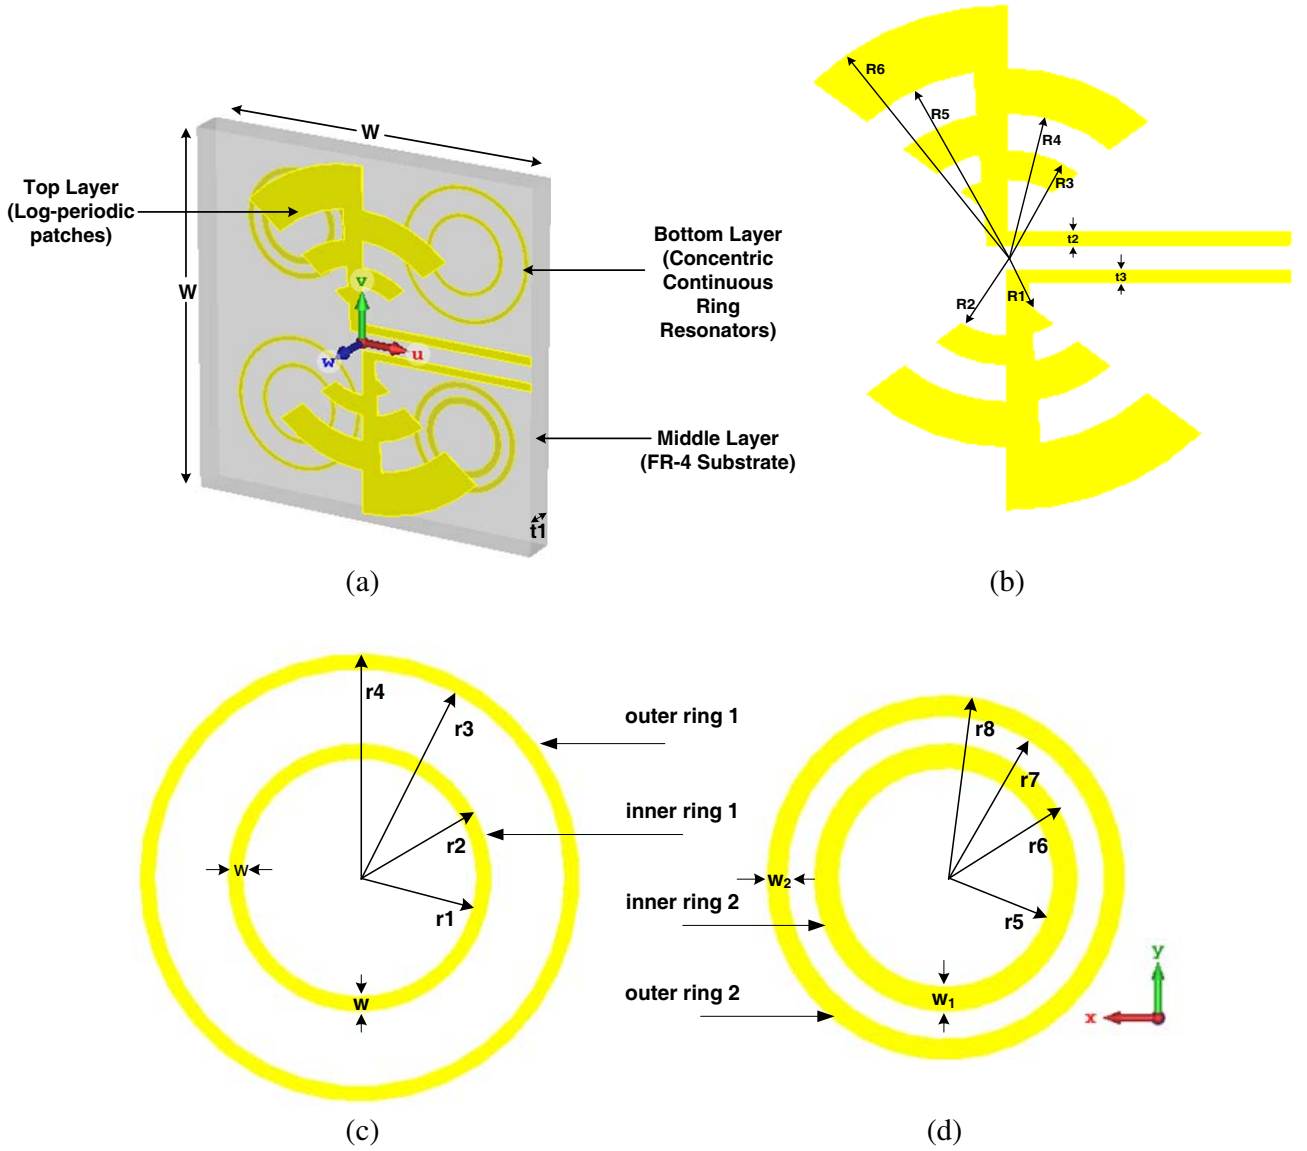 W
W
Top Layer
(Log-periodic
patches)
Bottom Layer
(Concentric
Continuous
Ring
Resonators)
Middle Layer
(FR-4 Substrate)
v
u
w
t1
(a)
R6
R5
R4
R3
t2
t3
R1
R2
(b)
r4
r3
r2
r1
W
W
outer ring 1
inner ring 1
(c)
inner ring 2
outer ring 2
r8
r7
r6
r5
W2
W1
y
x
(d)